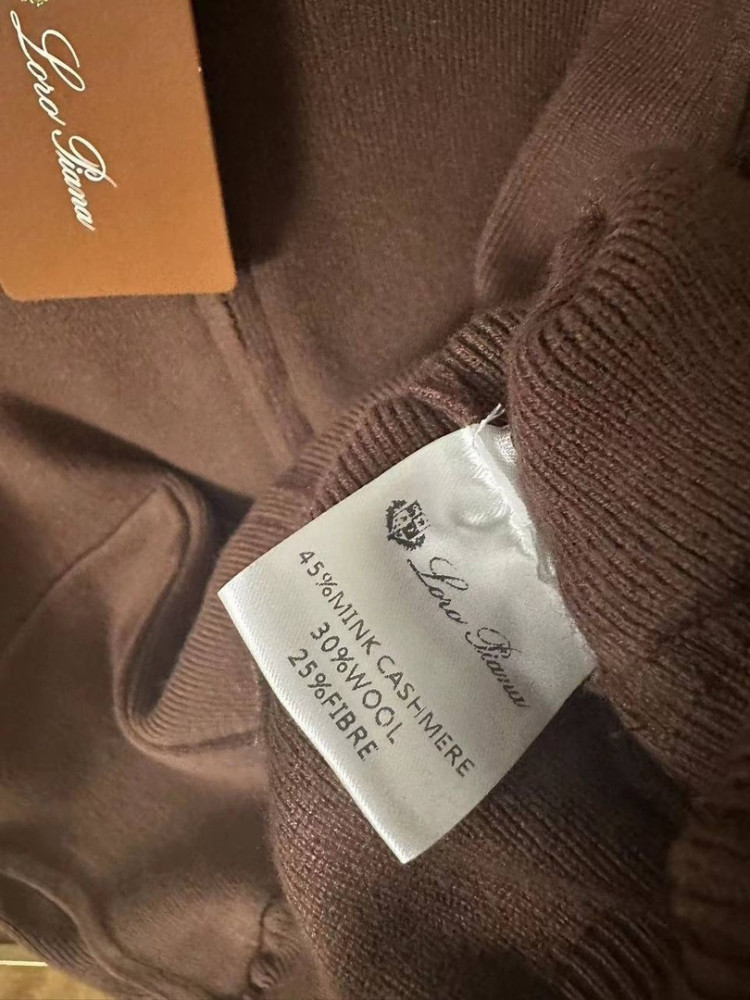 Loro Piana
Loro Piana
45%MINK CASHMERE
30%WOOL
25%FIBRE